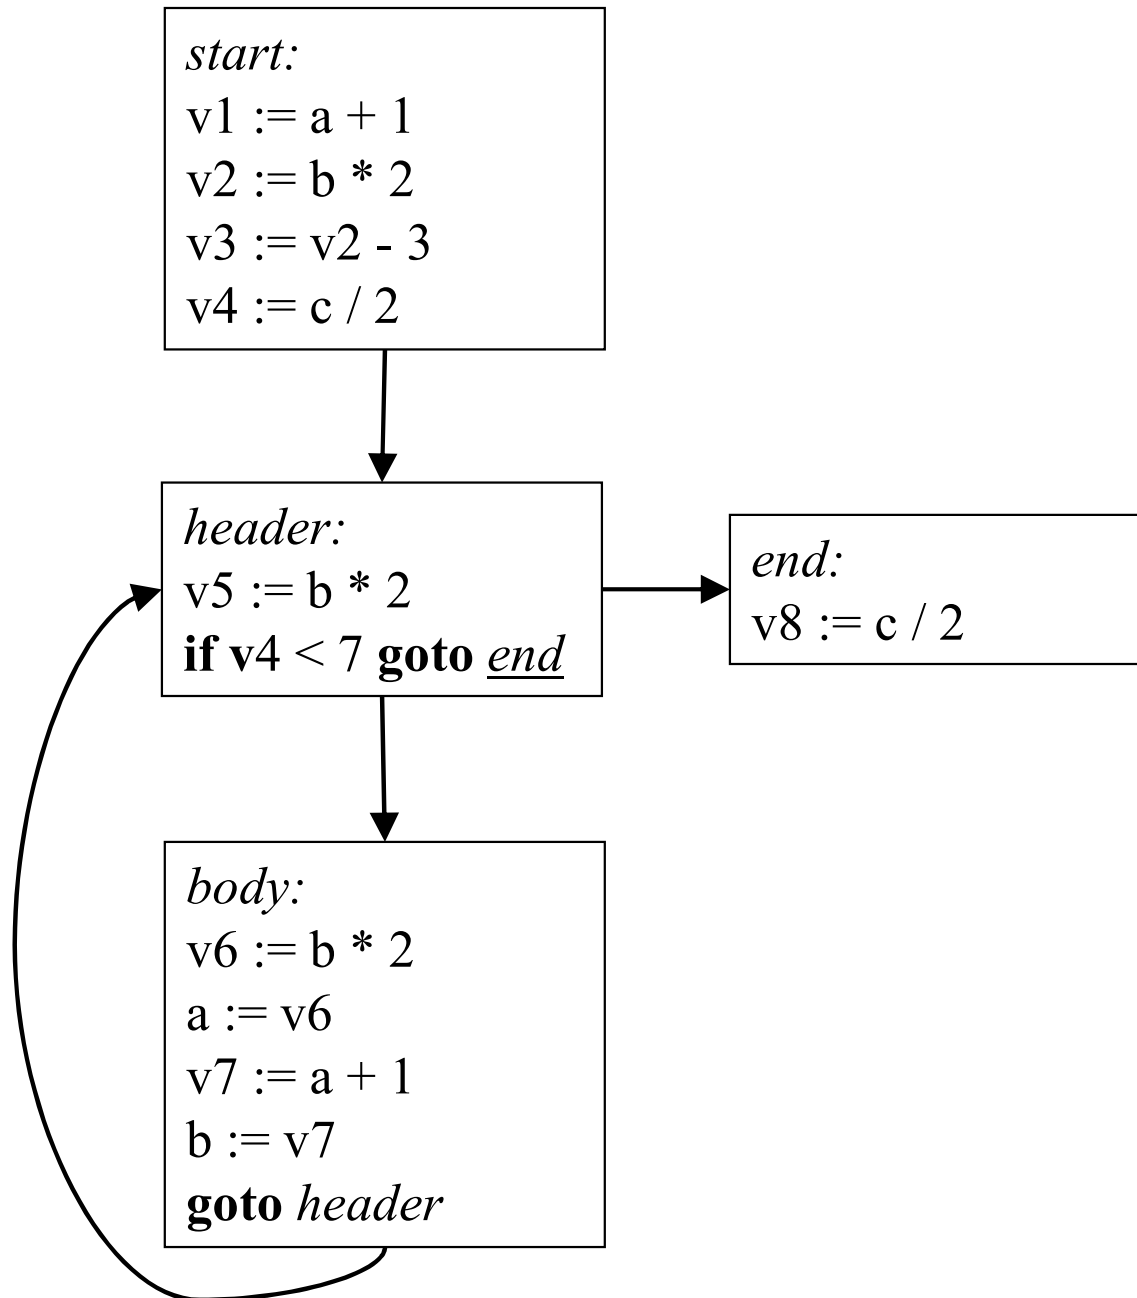 start:
v1 := a + 1
v2 := b * 2
v3 := v2 - 3
v4 := c / 2
header:
v5 := b * 2
if v4 < 7 goto end
end:
v8 := c / 2
body:
v6 := b * 2
a := v6
v7 := a + 1
b := v7
goto header